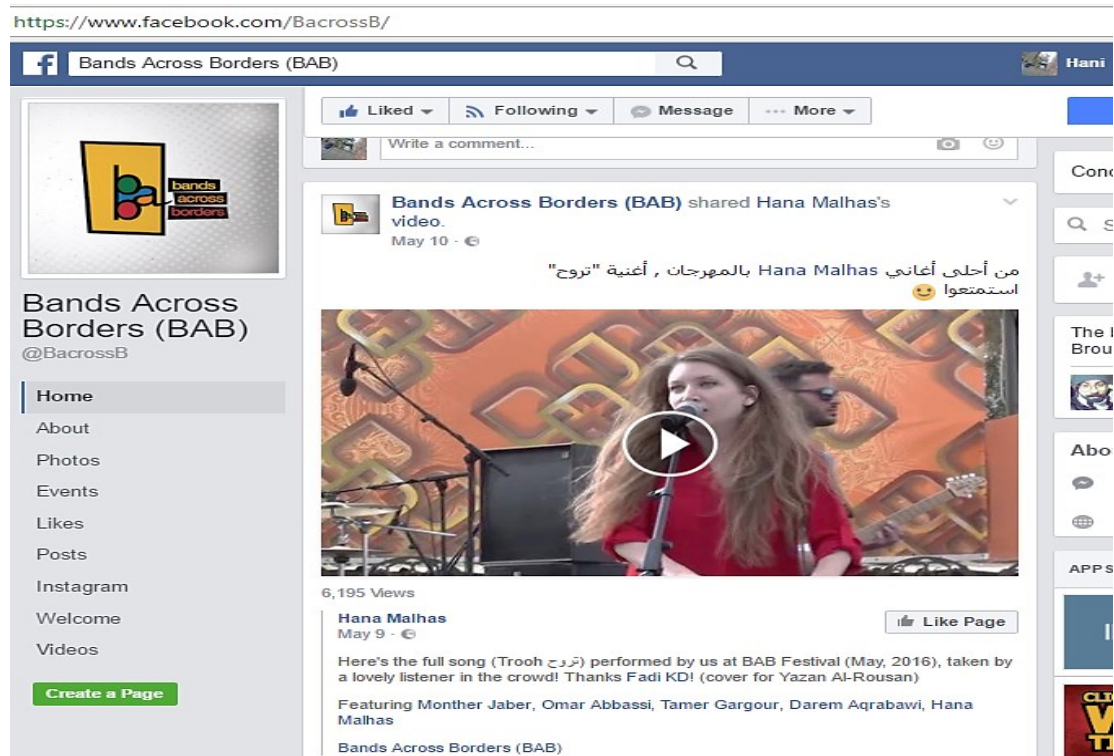 https://www.facebook.com/BacrossB/
Bands Across Borders (BAB)
Hani
bands
across
borders
Bands Across
Borders (BAB)
@BacrossB
Home
About
Photos
Events
Likes
Posts
Instagram
Welcome
Videos
Create a Page
Liked
Following
Message
More
Write a comment...
Bands Across Borders (BAB) shared Hana Malhas's
video.
May 10 ·
من أحلى أغاني Hana Malhas بالمهرجان , أغنية "تروح"
استمتعوا
6,195 Views
Hana Malhas
May 9 ·
Like Page
Here's the full song (Trooh تروح) performed by us at BAB Festival (May, 2016), taken by
a lovely listener in the crowd! Thanks Fadi KD! (cover for Yazan Al-Rousan)
Featuring Monther Jaber, Omar Abbassi, Tamer Gargour, Darem Aqrabawi, Hana
Malhas
Bands Across Borders (BAB)
The
APPS